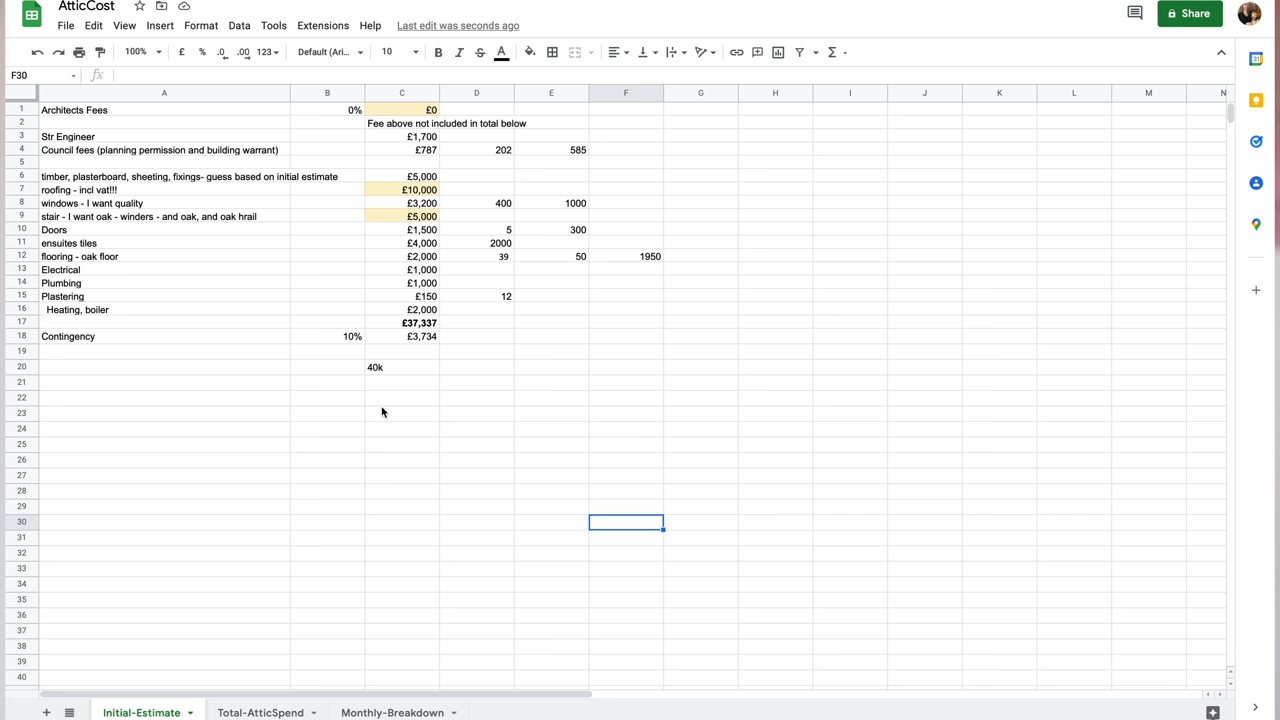 AtticCost
File Edit View Insert Format Data Tools Extensions Help Last edit was seconds ago
Share
100% £ % .0 .00 123 Default (Ari... 10 B I S A
F30 fx
A B C D E F G H I J K L M N
1 Architects Fees 0% £0
2 Fee above not included in total below
3 Str Engineer £1,700
4 Council fees (planning permission and building warrant) £787 202 585
5
6 timber, plasterboard, sheeting, fixings- guess based on initial estimate £5,000
7 roofing - incl vat!!! £10,000
8 windows - I want quality £3,200 400 1000
9 stair - I want oak - winders - and oak, and oak hrail £5,000
10 Doors £1,500 5 300
11 ensuites tiles £4,000 2000
12 flooring - oak floor £2,000 39 50 1950
13 Electrical £1,000
14 Plumbing £1,000
15 Plastering £150 12
16 Heating, boiler £2,000
17 £37,337
18 Contingency 10% £3,734
19
20 40k
21
22
23
24
25
26
27
28
29
30
31
32
33
34
35
36
37
38
39
40
Initial-Estimate Total-AtticSpend Monthly-Breakdown